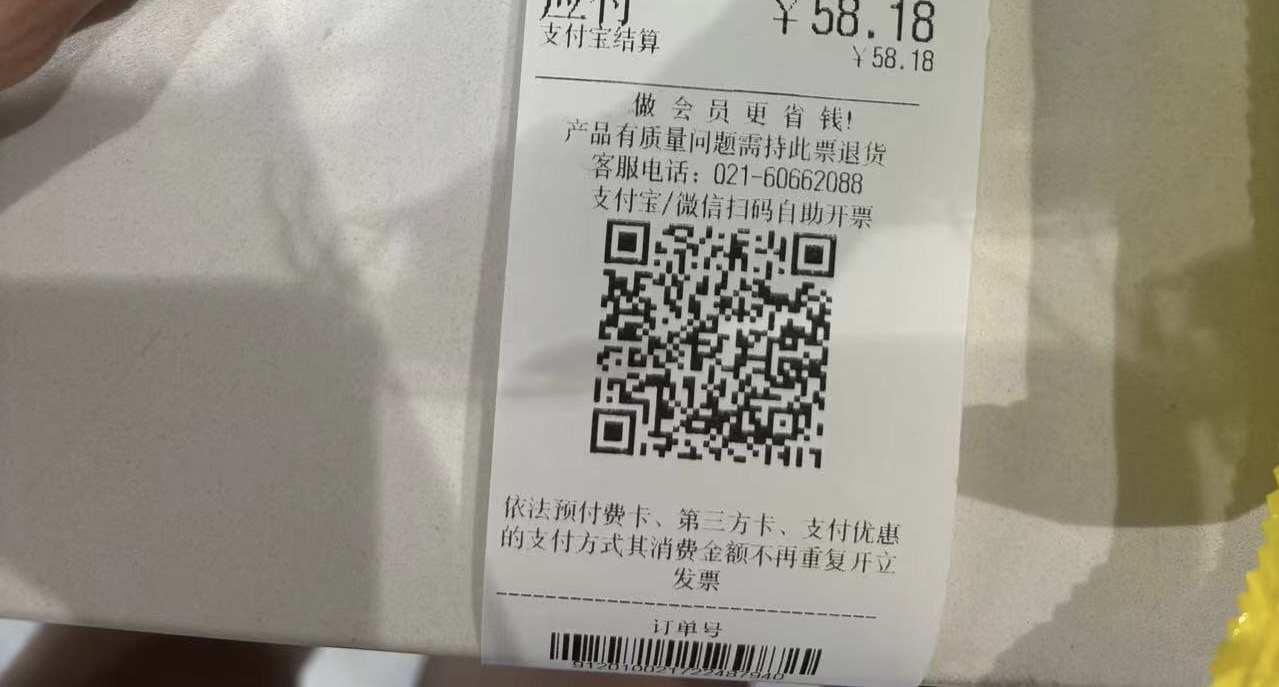 应付 ￥58.18
支付宝结算 ￥58.18
做会员更省钱!
产品有质量问题需持此票退货
客服电话：021-60662088
支付宝/微信扫码自助开票
依法预付费卡、第三方卡、支付优惠
的支付方式其消费金额不再重复开立
发票
订单号